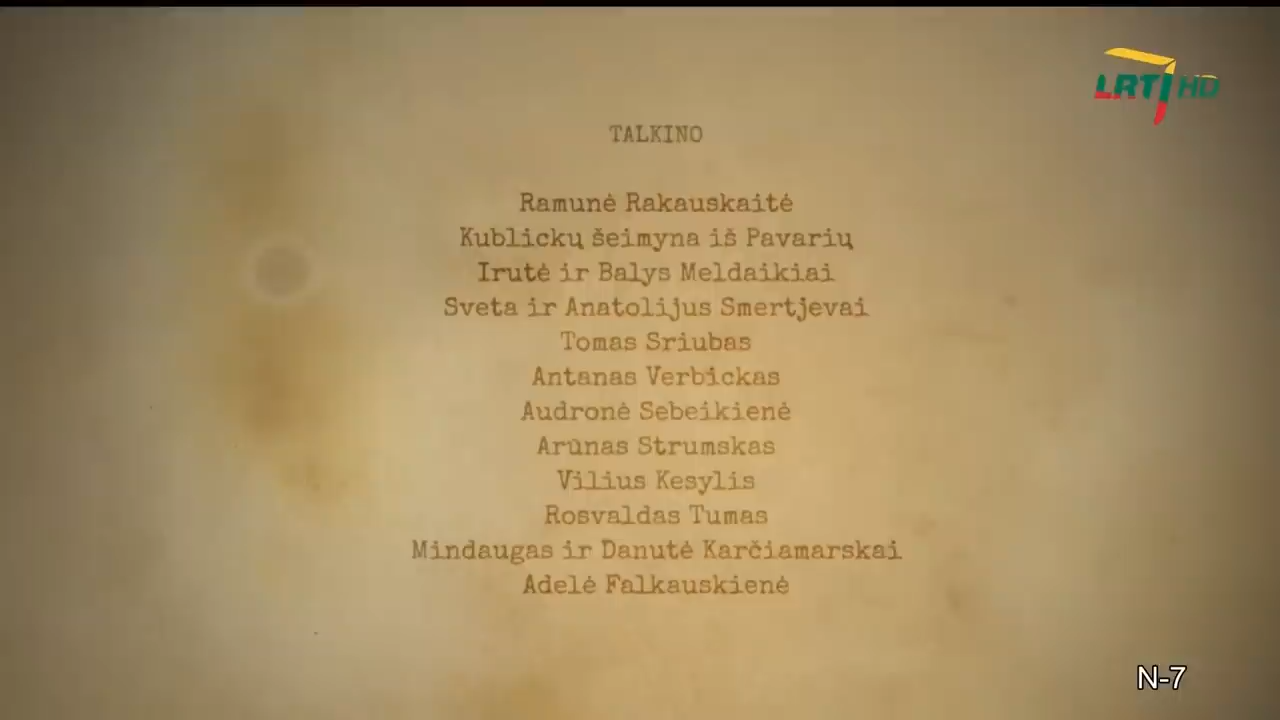 LRT HD
TALKINO
Ramunė Rakauskaitė
Kublickų šeimyna iš Pavarių
Irutė ir Balys Meldaikiai
Sveta ir Anatolijus Smertjevai
Tomas Sriubas
Antanas Verbickas
Audronė Sebeikienė
Arūnas Strumskas
Vilius Kesylis
Rosvaldas Tumas
Mindaugas ir Danutė Karčiamarskai
Adelė Falkauskienė
N-7